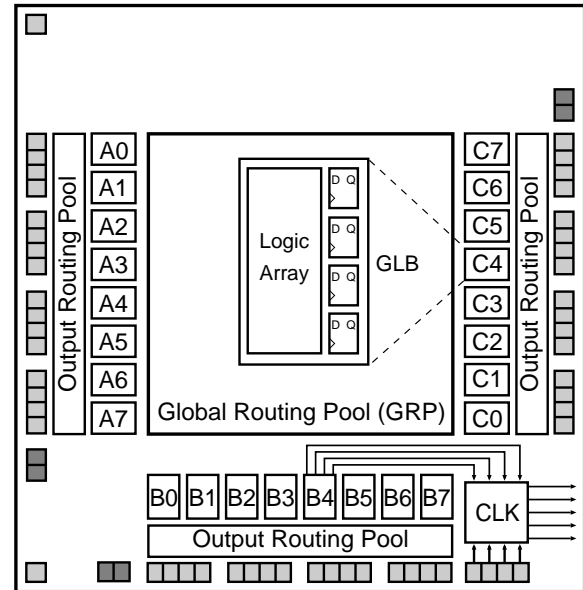 A0
A1
A2
A3
A4
A5
A6
A7
Output Routing Pool
Logic
Array
D Q
D Q
D Q
D Q
GLB
Global Routing Pool (GRP)
C7
C6
C5
C4
C3
C2
C1
C0
Output Routing Pool
B0 B1 B2 B3 B4 B5 B6 B7
Output Routing Pool
CLK